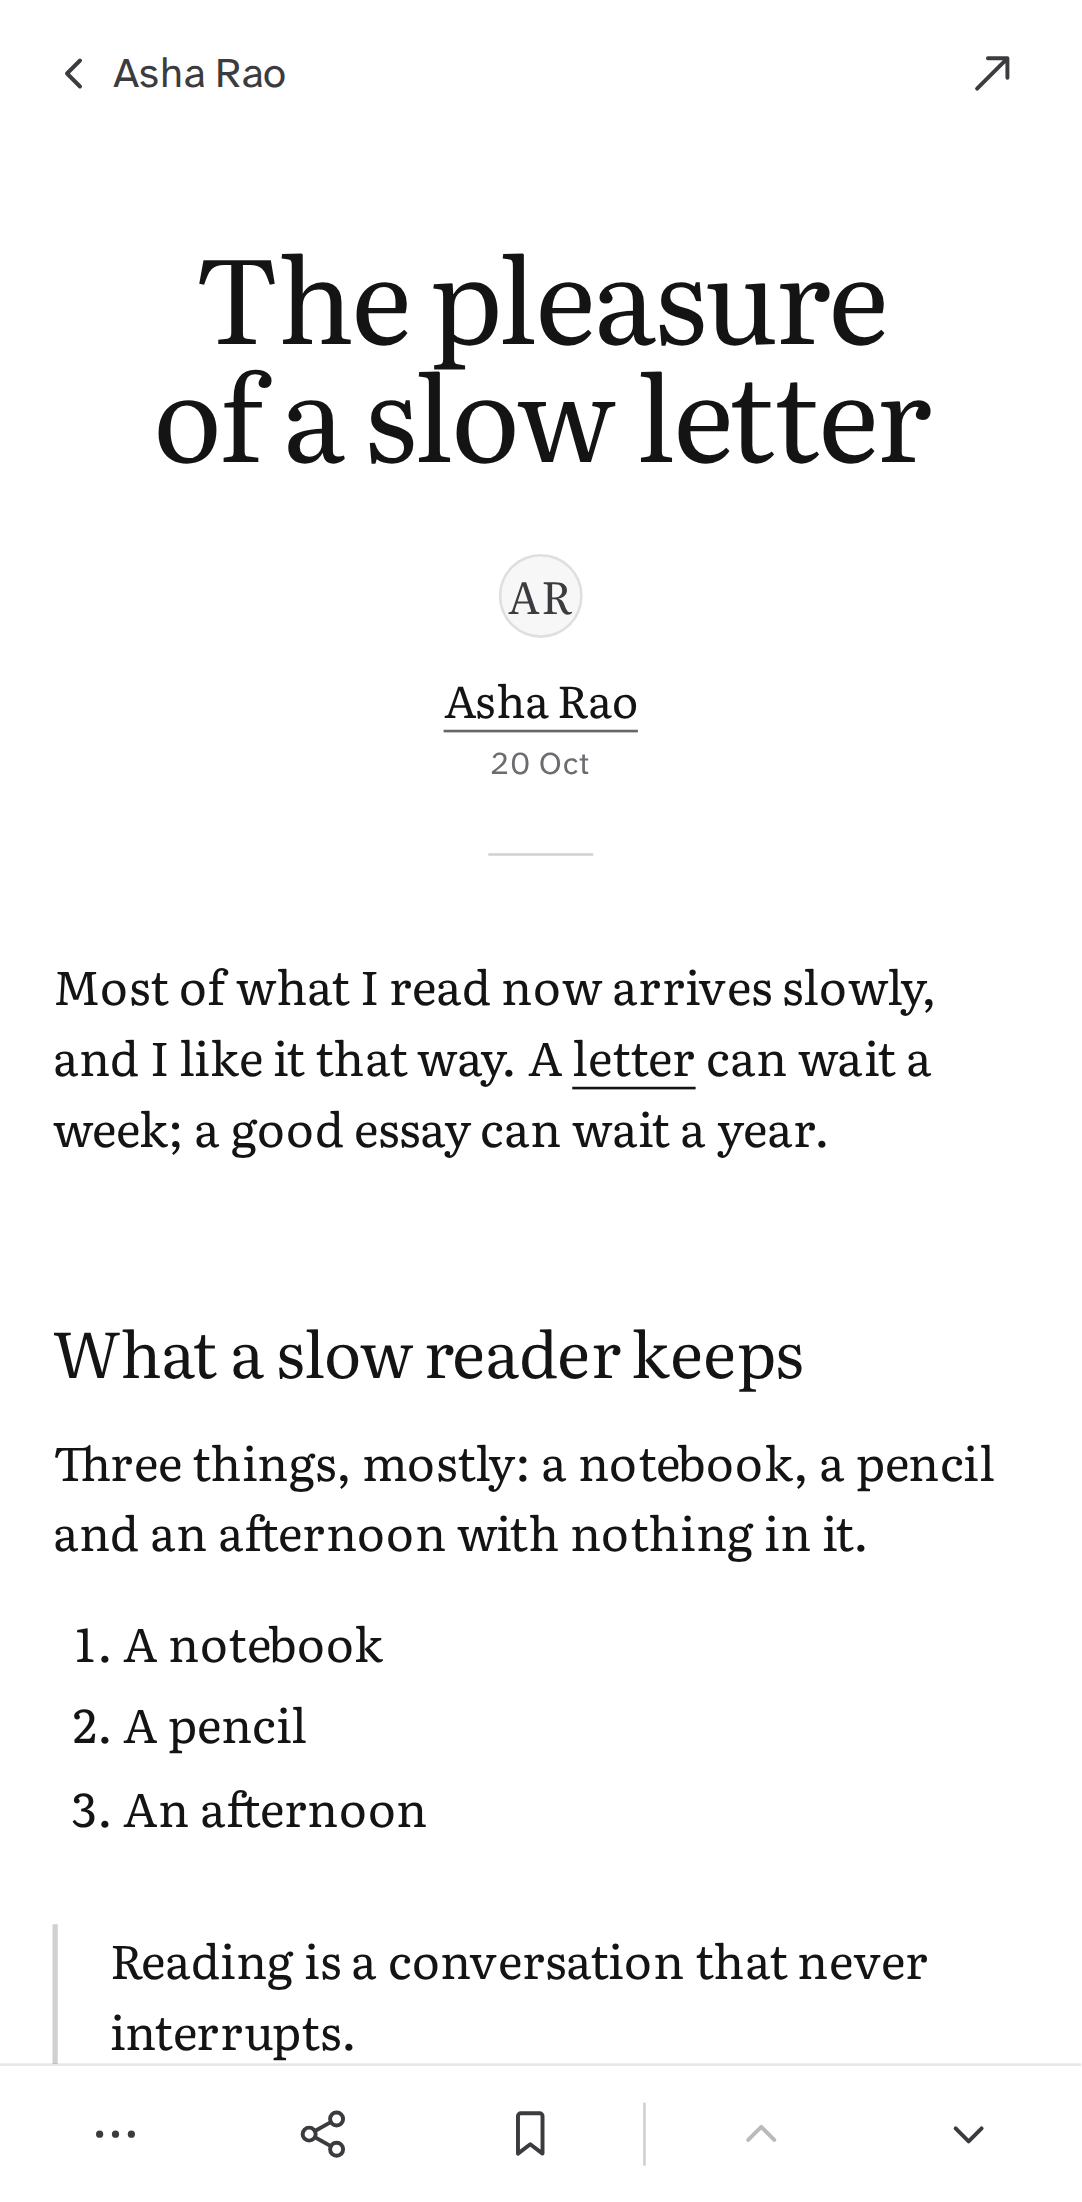 Asha Rao
The pleasure
of a slow letter
AR
Asha Rao
20 Oct
Most of what I read now arrives slowly,
and I like it that way. A letter can wait a
week; a good essay can wait a year.
What a slow reader keeps
Three things, mostly: a notebook, a pencil
and an afternoon with nothing in it.
1. A notebook
2. A pencil
3. An afternoon
Reading is a conversation that never
interrupts.